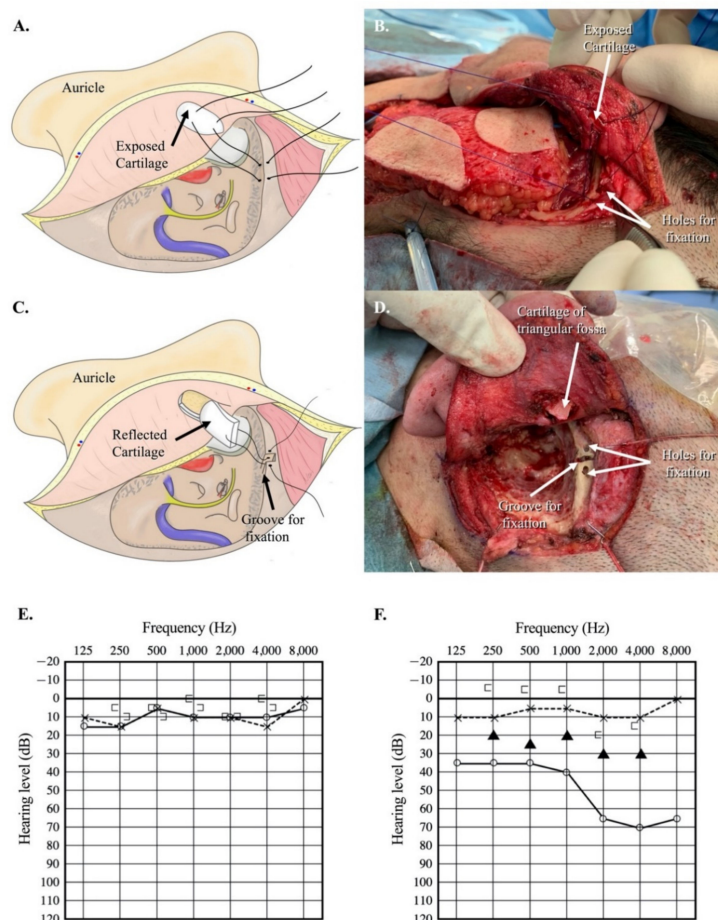 A.
Auricle
Exposed
Cartilage
B.
Exposed
Cartilage
Holes for
fixation
C.
Auricle
Reflected
Cartilage
Groove for
fixation
D.
Cartilage of
triangular fossa
Holes for
fixation
Groove for
fixation
E.
Frequency (Hz)
125 250 500 1,000 2,000 4,000 8,000
−20
−10
0
10
20
30
40
50
60
70
80
90
100
110
120
Hearing level (dB)
F.
Frequency (Hz)
125 250 500 1,000 2,000 4,000 8,000
−20
−10
0
10
20
30
40
50
60
70
80
90
100
110
120
Hearing level (dB)